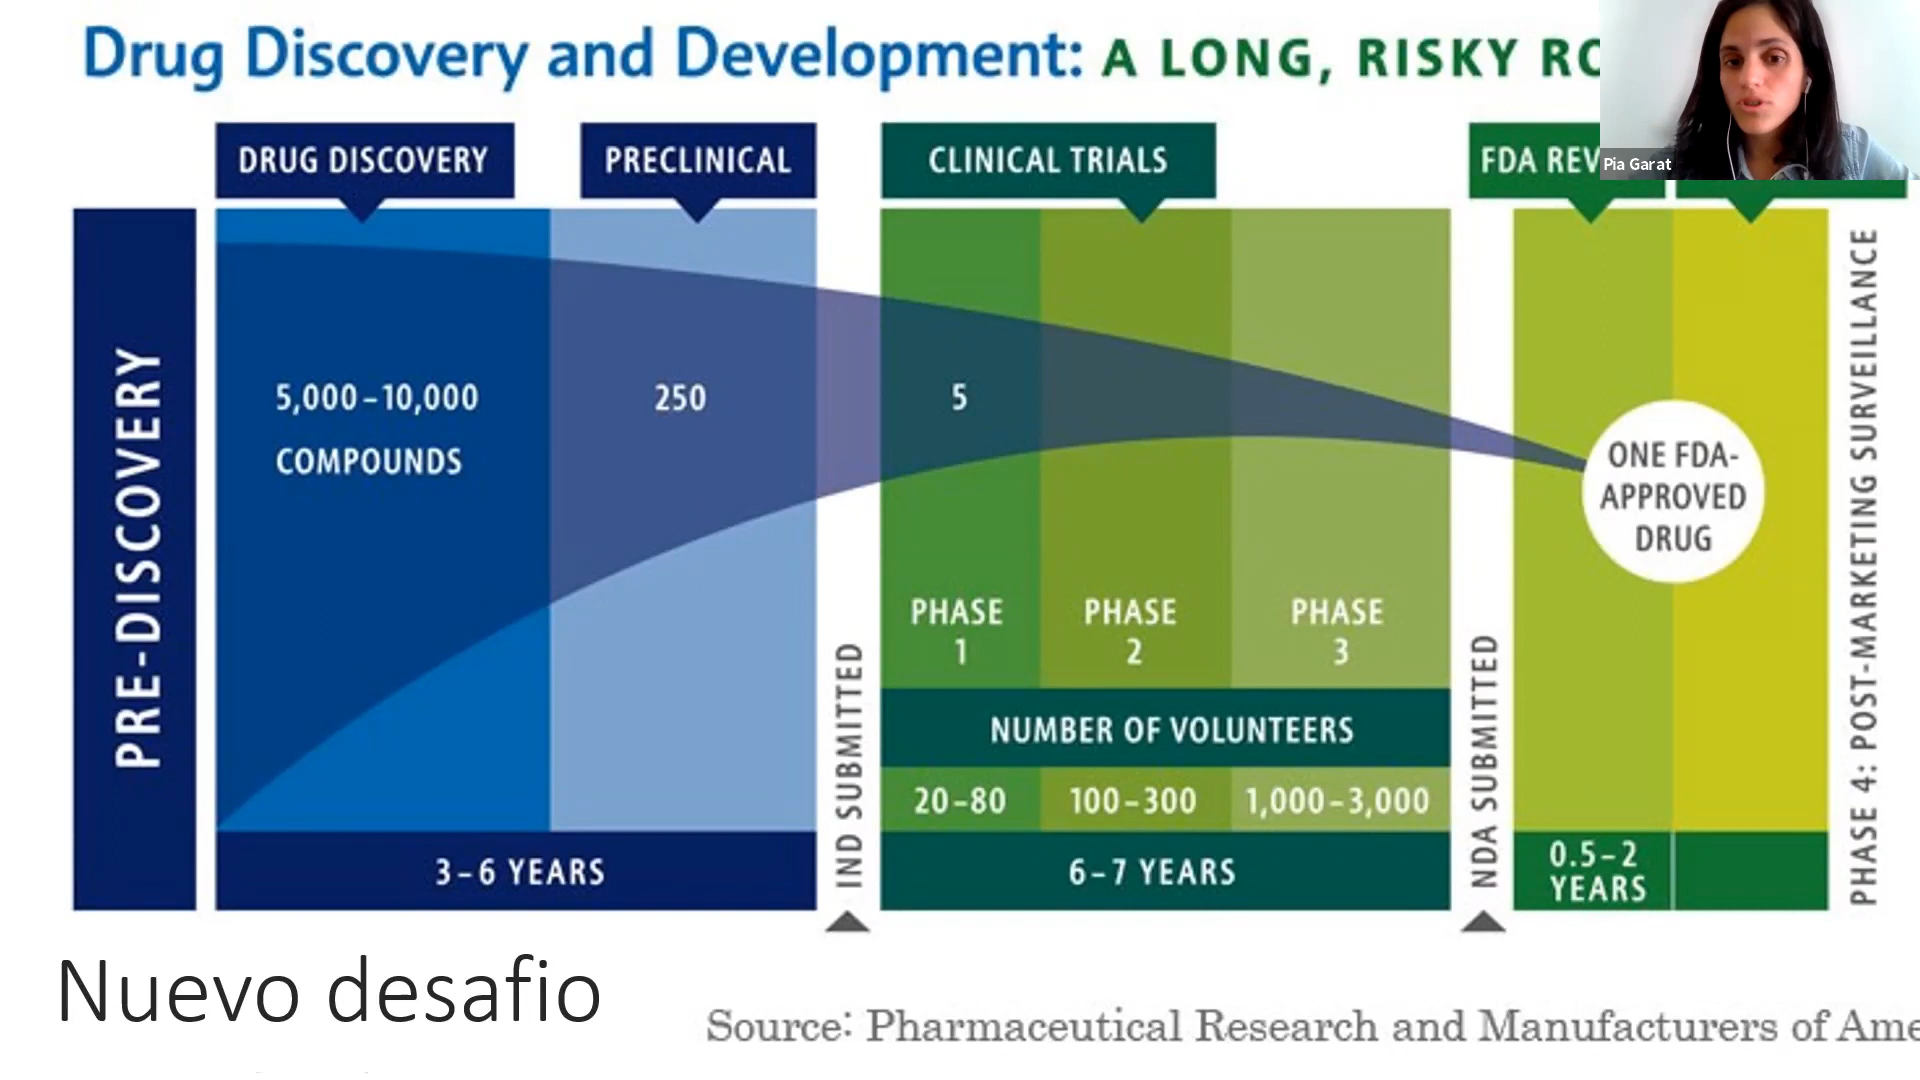 Drug Discovery and Development: A LONG, RISKY
Pia Garat
DRUG DISCOVERY
PRECLINICAL
CLINICAL TRIALS
FDA
PRE-DISCOVERY
5,000–10,000
COMPOUNDS
250
5
IND SUBMITTED
PHASE
1
PHASE
2
PHASE
3
NUMBER OF VOLUNTEERS
20–80
100–300
1,000–3,000
NDA SUBMITTED
ONE FDA-
APPROVED
DRUG
PHASE 4: POST-MARKETING SURVEILLANCE
3–6 YEARS
6–7 YEARS
0.5–2
YEARS
Nuevo desafio
Source: Pharmaceutical Research and Manufacturers of